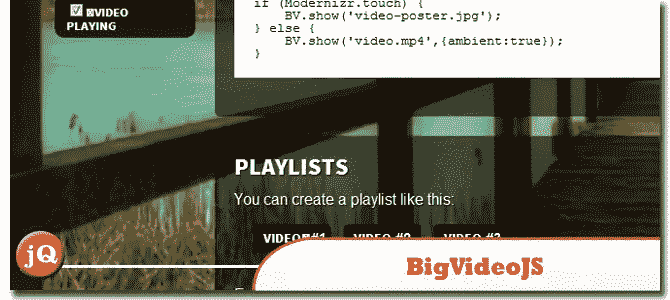 VIDEO
PLAYING
if (Modernizr.touch) {
BV.show('video-poster.jpg');
} else {
BV.show('video.mp4',{ambient:true});
}
PLAYLISTS
You can create a playlist like this:
VIDEO #1 VIDEO #2 VIDEO #3
jQ
BigVideoJS